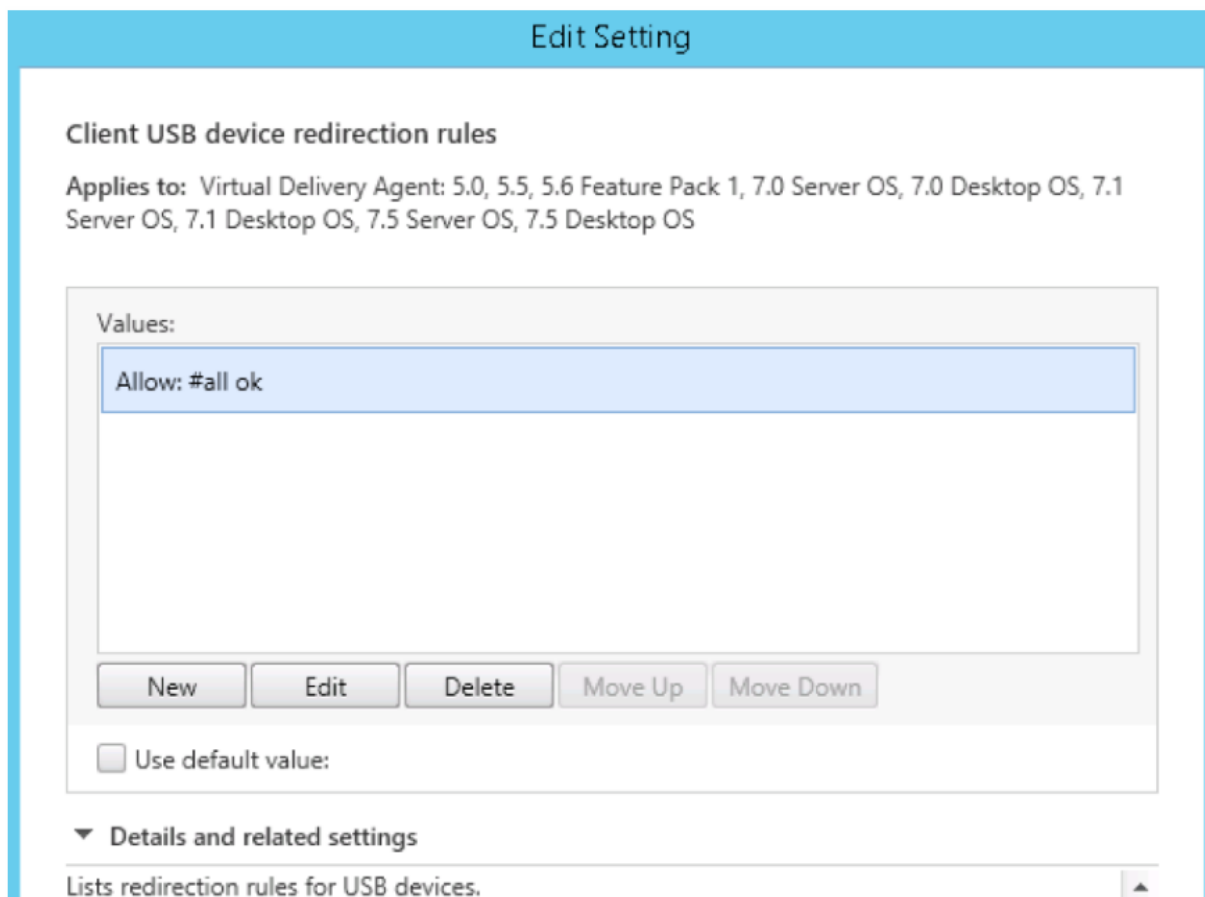 Edit Setting
Client USB device redirection rules
Applies to: Virtual Delivery Agent: 5.0, 5.5, 5.6 Feature Pack 1, 7.0 Server OS, 7.0 Desktop OS, 7.1
Server OS, 7.1 Desktop OS, 7.5 Server OS, 7.5 Desktop OS
Values:
Allow: #all ok
New Edit Delete Move Up Move Down
Use default value:
Details and related settings
Lists redirection rules for USB devices.